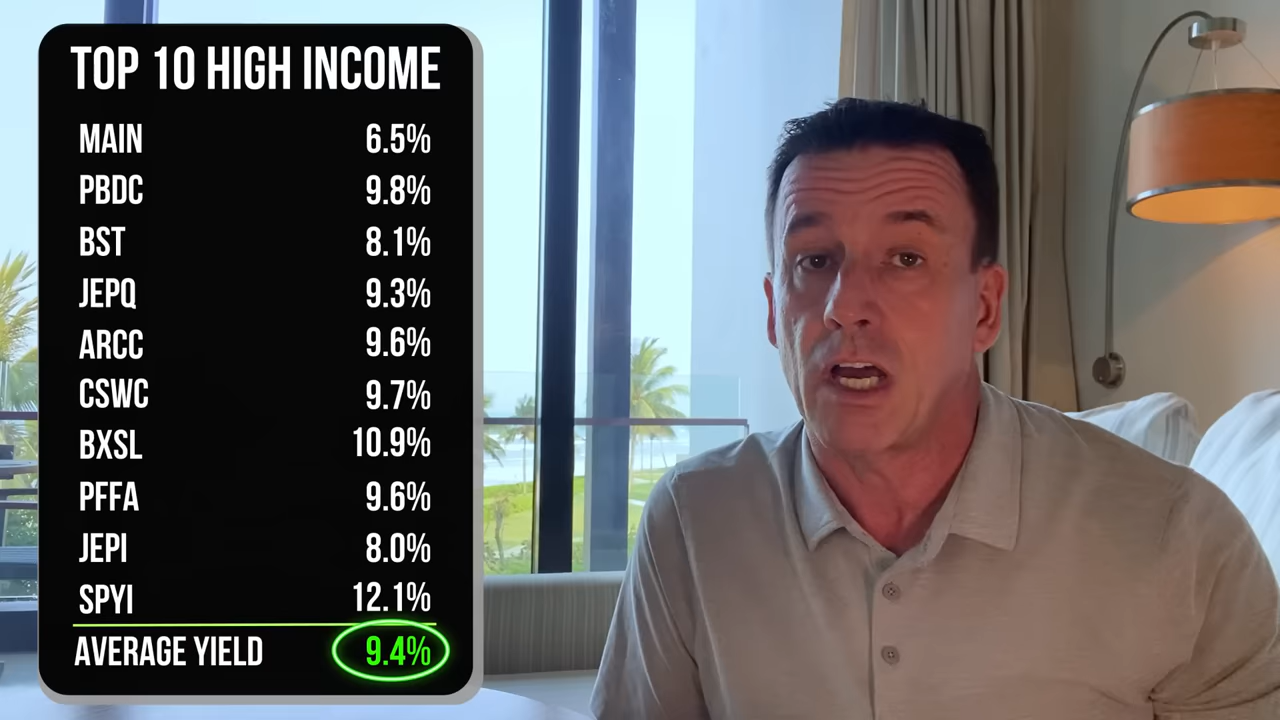 TOP 10 HIGH INCOME
MAIN 6.5%
PBDC 9.8%
BST 8.1%
JEPQ 9.3%
ARCC 9.6%
CSWC 9.7%
BXSL 10.9%
PFFA 9.6%
JEPI 8.0%
SPYI 12.1%
AVERAGE YIELD 9.4%